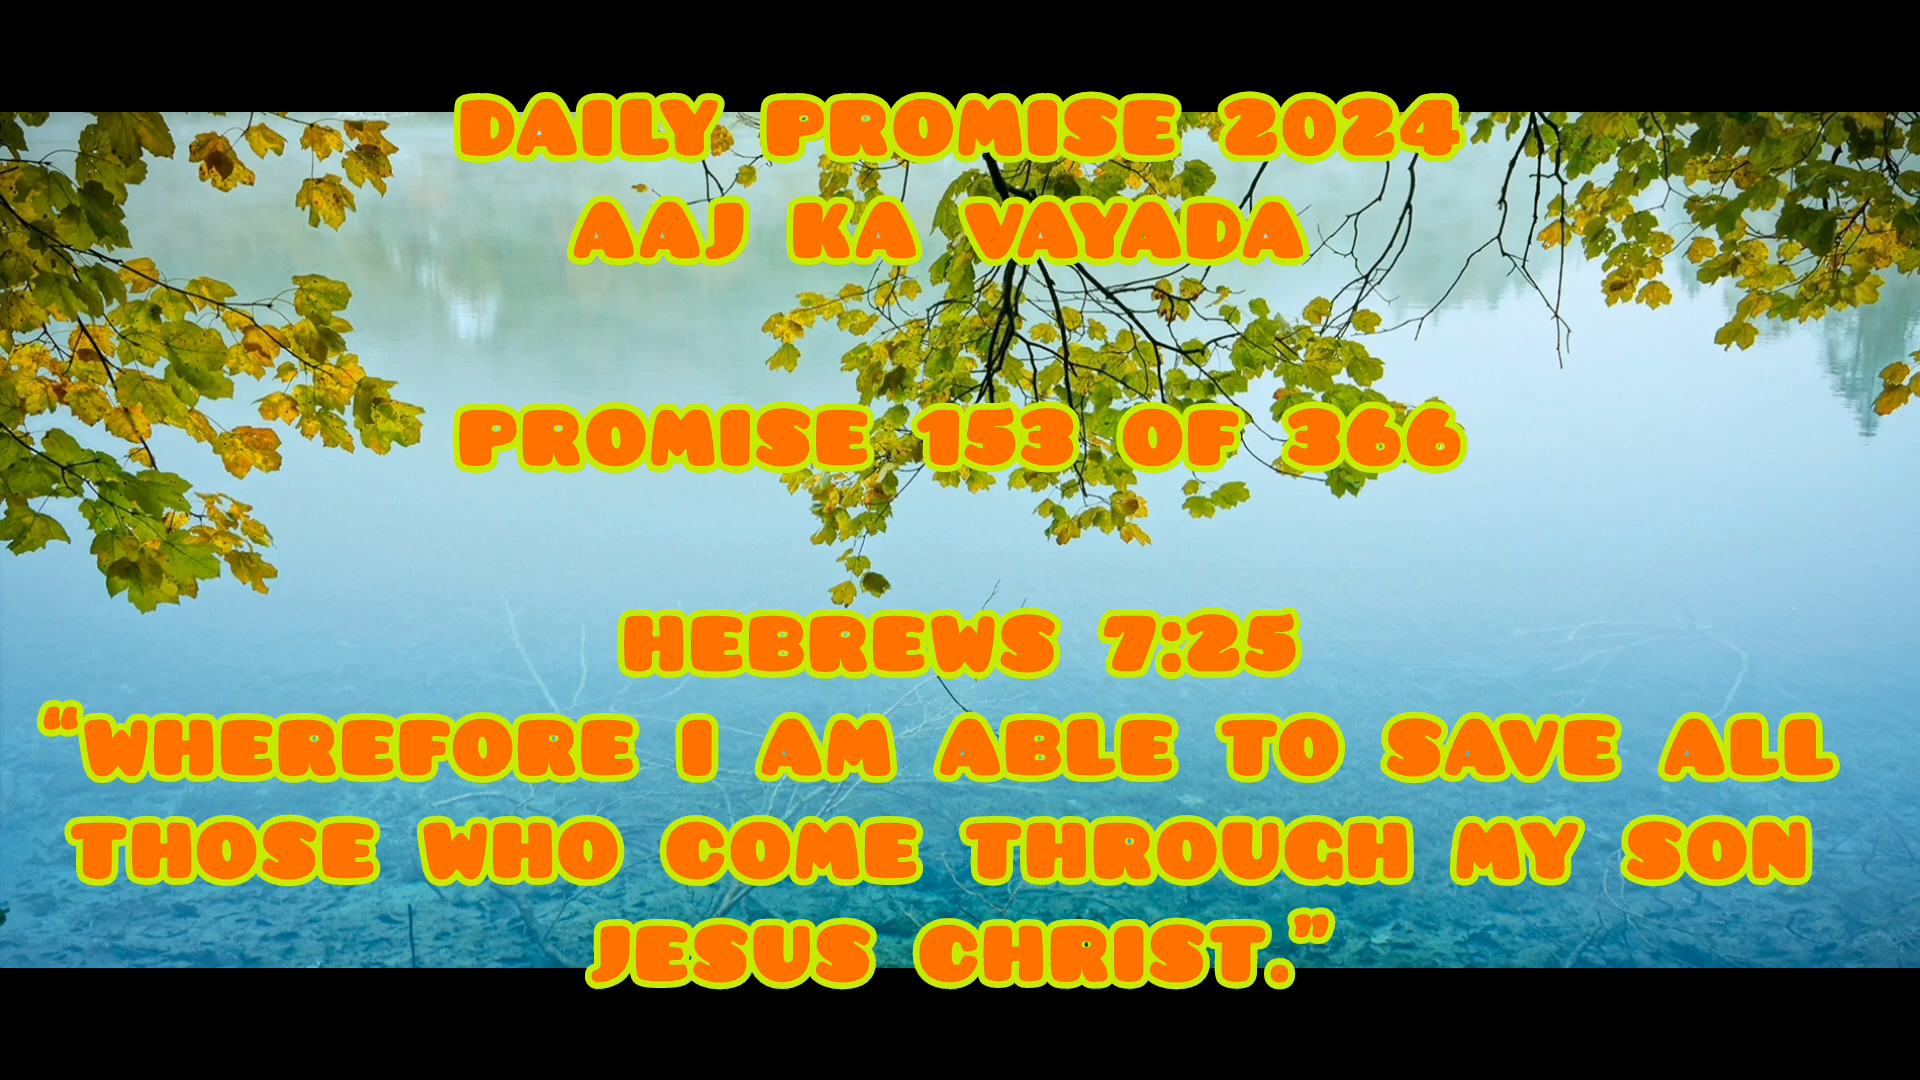 DAILY PROMISE 2024
AAJ KA VAYADA
PROMISE 153 OF 366
HEBREWS 7:25
“WHEREFORE I AM ABLE TO SAVE ALL
THOSE WHO COME THROUGH MY SON
JESUS CHRIST.”